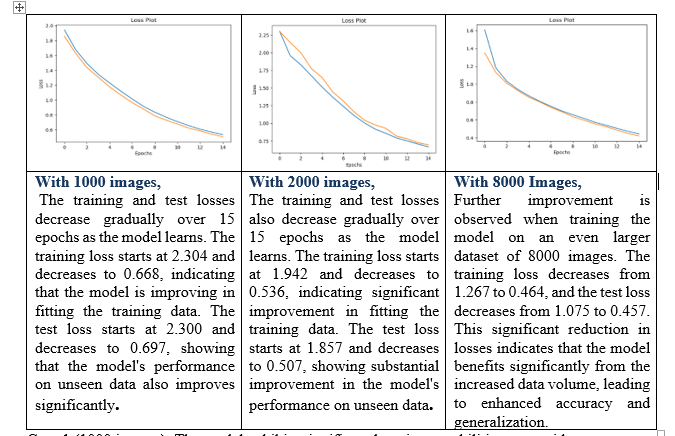 Loss Plot
2.0
1.8
1.6
1.4
1.2
1.0
0.8
0.6
Loss
0 2 4 6 8 10 12 14
Epochs
Loss Plot
2.25
2.00
1.75
1.50
1.25
1.00
0.75
Loss
0 2 4 6 8 10 12 14
Epochs
Loss Plot
1.6
1.4
1.2
1.0
0.8
0.6
0.4
Loss
0 2 4 6 8 10 12 14
Epochs
With 1000 images,
The training and test losses
decrease gradually over 15
epochs as the model learns. The
training loss starts at 2.304 and
decreases to 0.668, indicating
that the model is improving in
fitting the training data. The
test loss starts at 2.300 and
decreases to 0.697, showing
that the model's performance
on unseen data also improves
significantly.
With 2000 images,
The training and test losses
also decrease gradually over
15 epochs as the model
learns. The training loss starts
at 1.942 and decreases to
0.536, indicating significant
improvement in fitting the
training data. The test loss
starts at 1.857 and decreases
to 0.507, showing substantial
improvement in the model's
performance on unseen data.
With 8000 Images,
Further improvement is
observed when training the
model on an even larger
dataset of 8000 images. The
training loss decreases from
1.267 to 0.464, and the test loss
decreases from 1.075 to 0.457.
This significant reduction in
losses indicates that the model
benefits significantly from the
increased data volume, leading
to enhanced accuracy and
generalization.